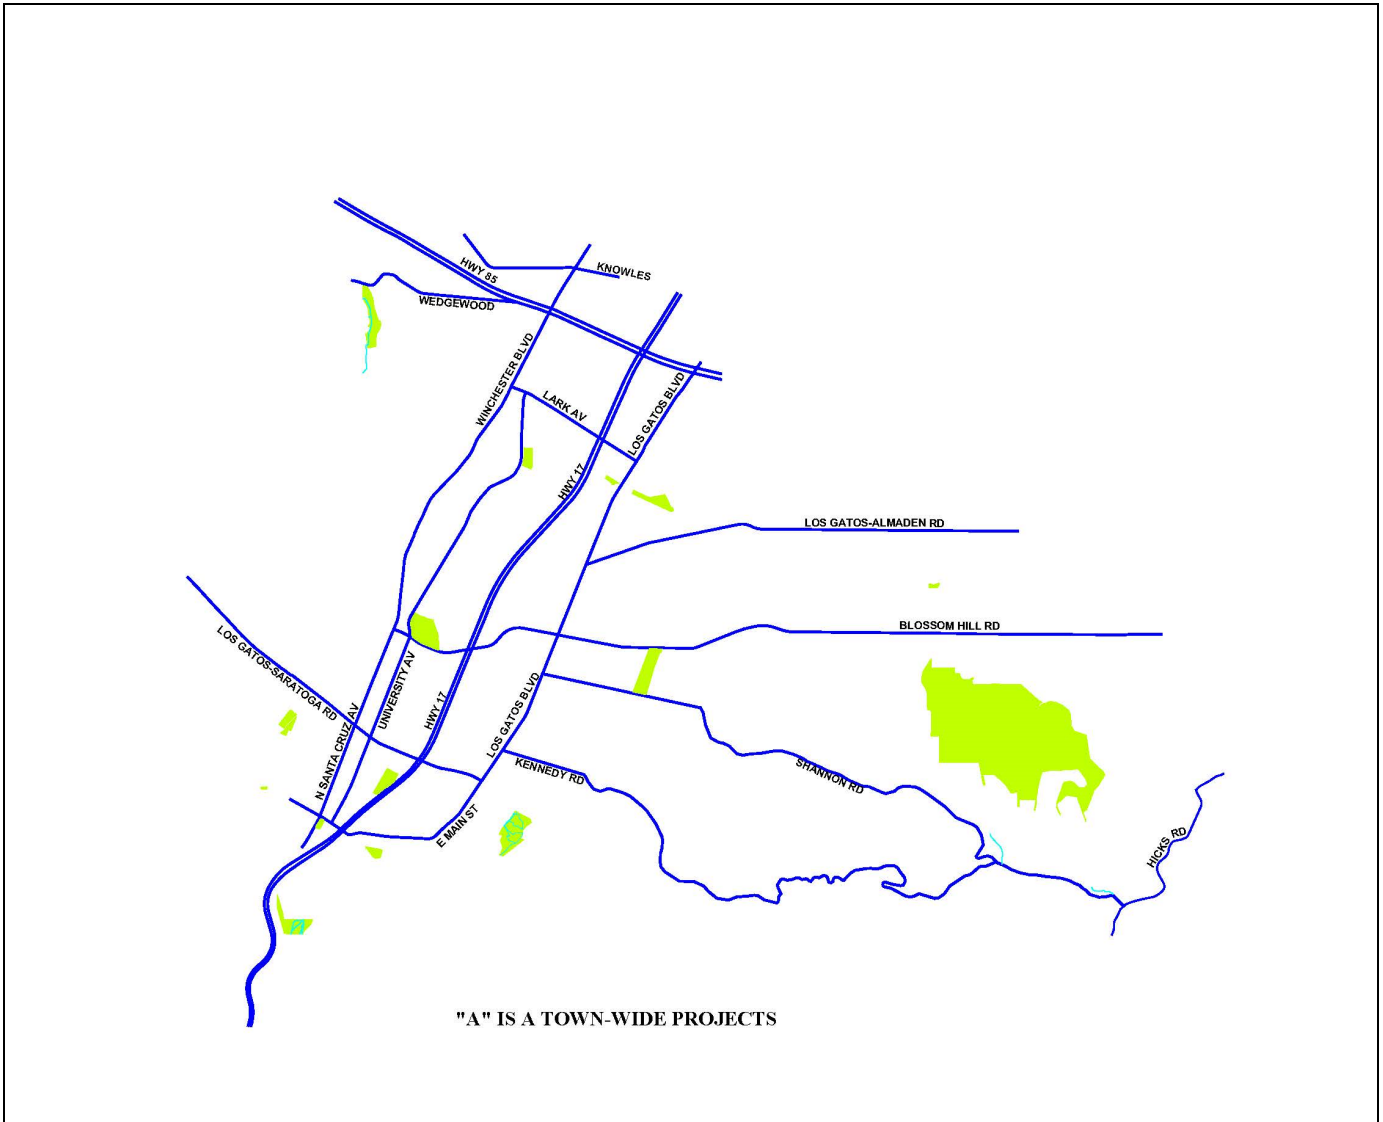 HWY 85
KNOWLES
WEDGEWOOD
WINCHESTER BLVD
LARK AV
LOS GATOS BLVD
HWY 17
LOS GATOS-ALMADEN RD
BLOSSOM HILL RD
LOS GATOS-SARATOGA RD
UNIVERSITY AV
HWY 17
LOS GATOS BLVD
N SANTA CRUZ AV
KENNEDY RD
SHANNON RD
E MAIN ST
HICKS RD
"A" IS A TOWN-WIDE PROJECTS